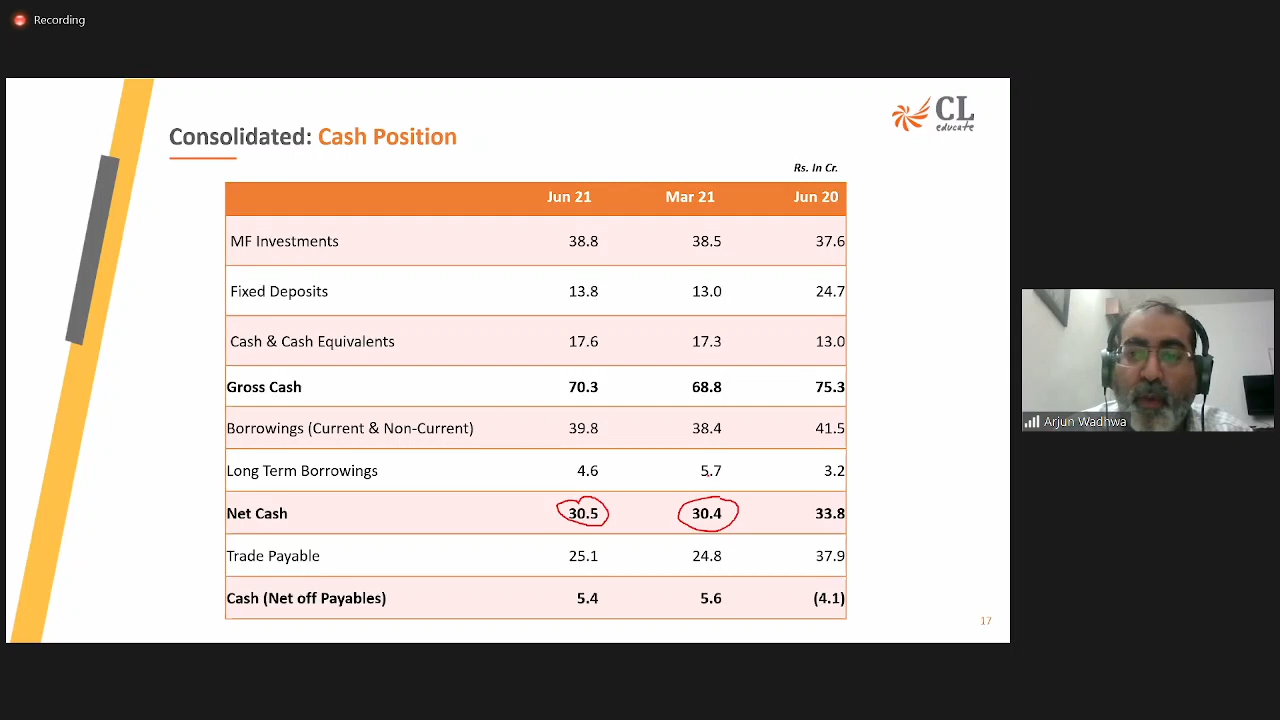 Recording
CL
educate
Consolidated: Cash Position
Rs. In Cr.
Jun 21 Mar 21 Jun 20
MF Investments 38.8 38.5 37.6
Fixed Deposits 13.8 13.0 24.7
Cash & Cash Equivalents 17.6 17.3 13.0
Gross Cash 70.3 68.8 75.3
Borrowings (Current & Non-Current) 39.8 38.4 41.5
Long Term Borrowings 4.6 5.7 3.2
Net Cash 30.5 30.4 33.8
Trade Payable 25.1 24.8 37.9
Cash (Net off Payables) 5.4 5.6 (4.1)
17
Arjun Wadhwa